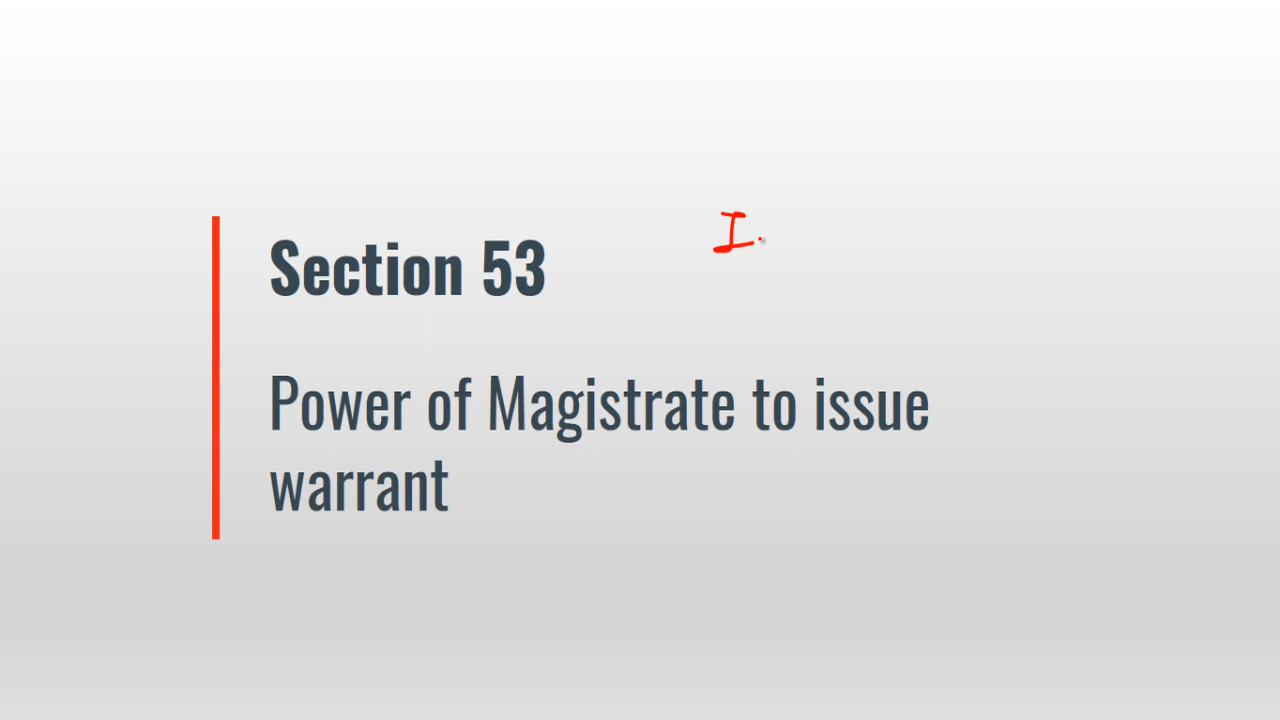 Section 53
I.
Power of Magistrate to issue
warrant